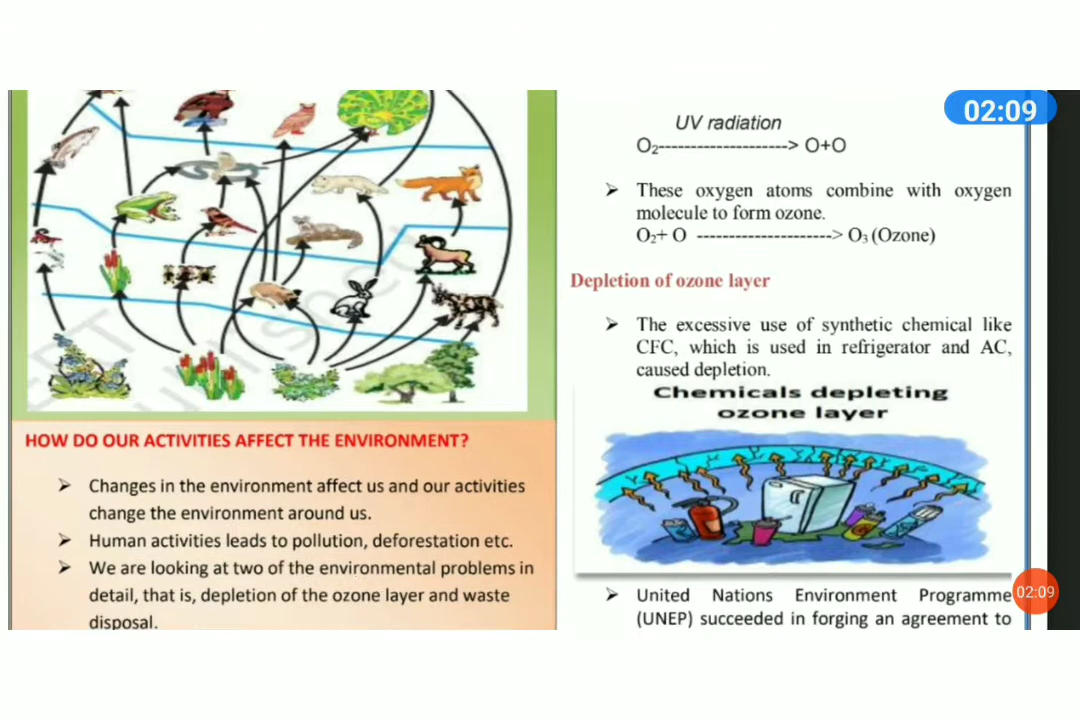 HOW DO OUR ACTIVITIES AFFECT THE ENVIRONMENT?
➢ Changes in the environment affect us and our activities
change the environment around us.
➢ Human activities leads to pollution, deforestation etc.
➢ We are looking at two of the environmental problems in
detail, that is, depletion of the ozone layer and waste
disposal.
02:09
UV radiation
O₂--------------------> O+O
➢ These oxygen atoms combine with oxygen
molecule to form ozone.
O₂+ O ---------------------> O₃ (Ozone)
Depletion of ozone layer
➢ The excessive use of synthetic chemical like
CFC, which is used in refrigerator and AC,
caused depletion.
Chemicals depleting
ozone layer
➢ United Nations Environment Programme
(UNEP) succeeded in forging an agreement to
02:09